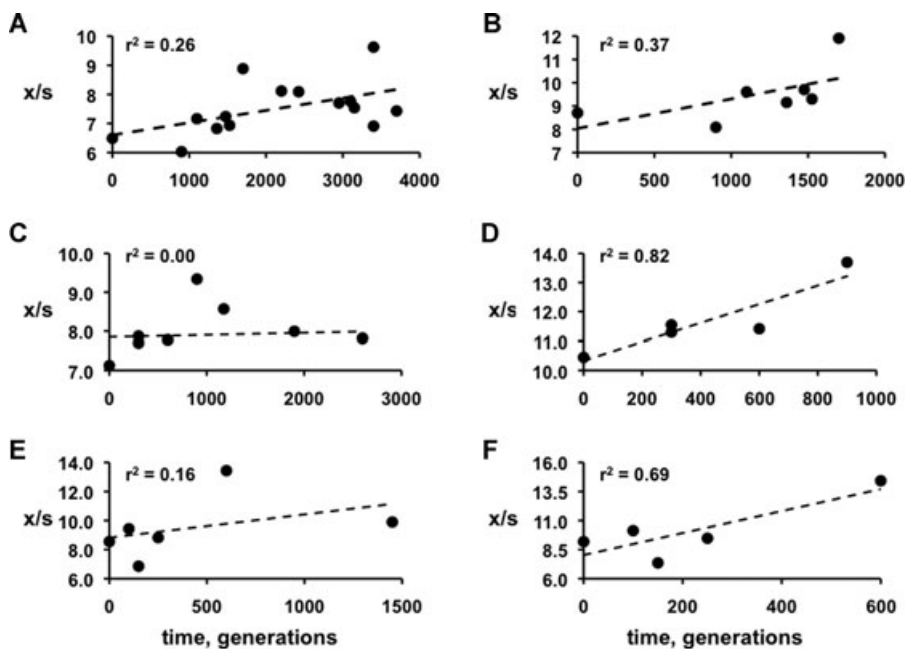 A
r² = 0.26
x/s
10
9
8
7
6
0 1000 2000 3000 4000
B
r² = 0.37
x/s
12
11
10
9
8
7
0 500 1000 1500 2000
C
r² = 0.00
x/s
10.0
9.0
8.0
7.0
0 1000 2000 3000
D
r² = 0.82
x/s
14.0
13.0
12.0
11.0
10.0
0 200 400 600 800 1000
E
r² = 0.16
x/s
14.0
12.0
10.0
8.0
6.0
0 500 1000 1500
time, generations
F
r² = 0.69
x/s
16.0
13.5
11.0
8.5
6.0
0 200 400 600
time, generations